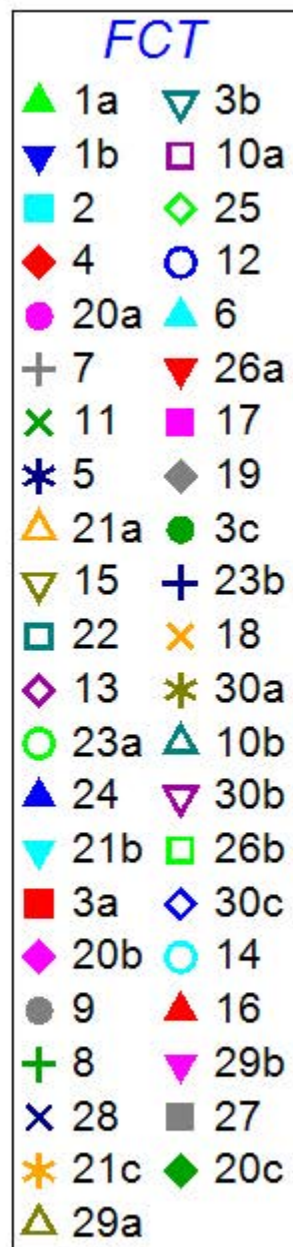 FCT
1a 3b
1b 10a
2 25
4 12
20a 6
7 26a
11 17
5 19
21a 3c
15 23b
22 18
13 30a
23a 10b
24 30b
21b 26b
3a 30c
20b 14
9 16
8 29b
28 27
21c 20c
29a